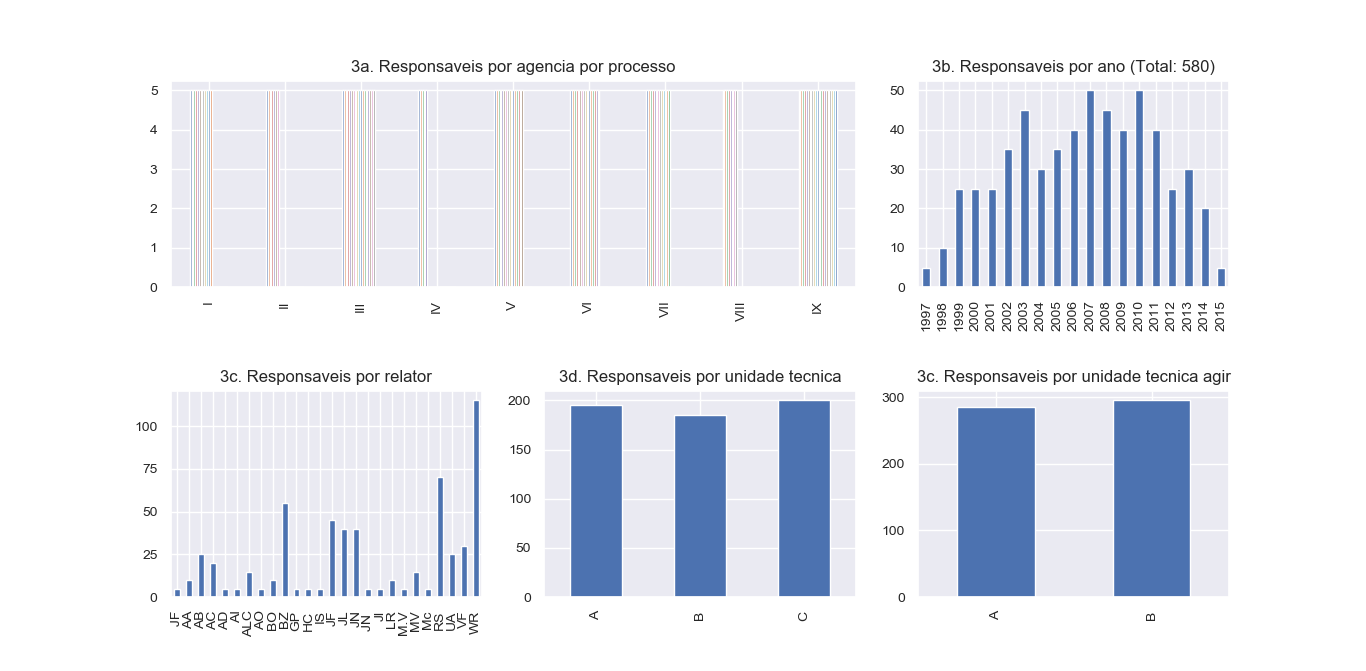 3a. Responsaveis por agencia por processo
5
4
3
2
1
0
I
II
III
IV
V
VI
VII
VIII
IX
3b. Responsaveis por ano (Total: 580)
50
40
30
20
10
0
1997
1998
1999
2000
2001
2002
2003
2004
2005
2006
2007
2008
2009
2010
2011
2012
2013
2014
2015
3c. Responsaveis por relator
100
75
50
25
0
JF
AA
AB
AC
AD
AI
ALC
AO
BO
BZ
GP
HC
IS
JF
JL
JN
JN
JI
LR
M.V
MV
Mc
RS
UA
VF
WR
3d. Responsaveis por unidade tecnica
200
150
100
50
0
A
B
C
3c. Responsaveis por unidade tecnica agir
300
200
100
0
A
B